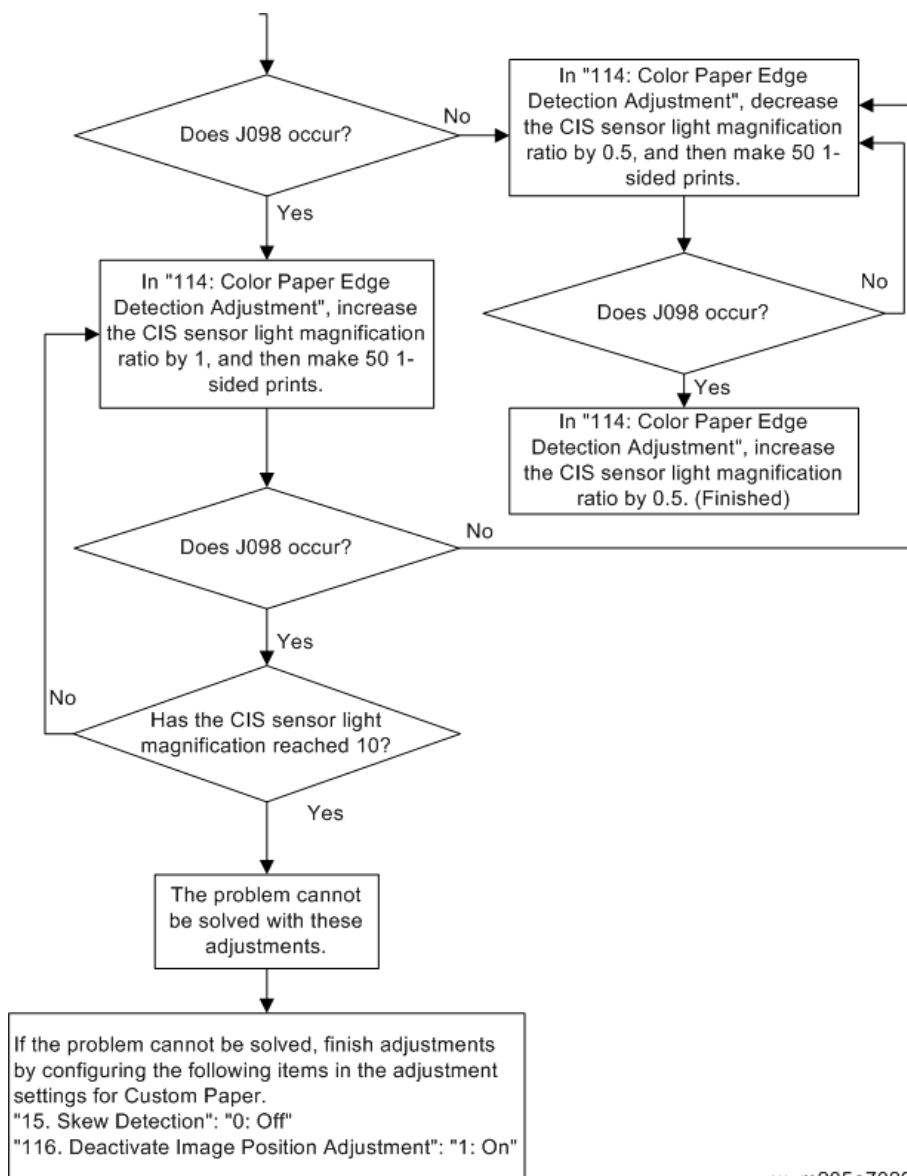 Does J098 occur?
No
Yes
In "114: Color Paper Edge
Detection Adjustment", decrease
the CIS sensor light magnification
ratio by 0.5, and then make 50 1-
sided prints.
In "114: Color Paper Edge
Detection Adjustment", increase
the CIS sensor light magnification
ratio by 1, and then make 50 1-
sided prints.
Does J098 occur?
No
Yes
In "114: Color Paper Edge
Detection Adjustment", increase
the CIS sensor light magnification
ratio by 0.5. (Finished)
Does J098 occur?
No
Yes
Has the CIS sensor light
magnification reached 10?
No
Yes
The problem cannot
be solved with these
adjustments.
If the problem cannot be solved, finish adjustments
by configuring the following items in the adjustment
settings for Custom Paper.
"15. Skew Detection": "0: Off"
"116. Deactivate Image Position Adjustment": "1: On"